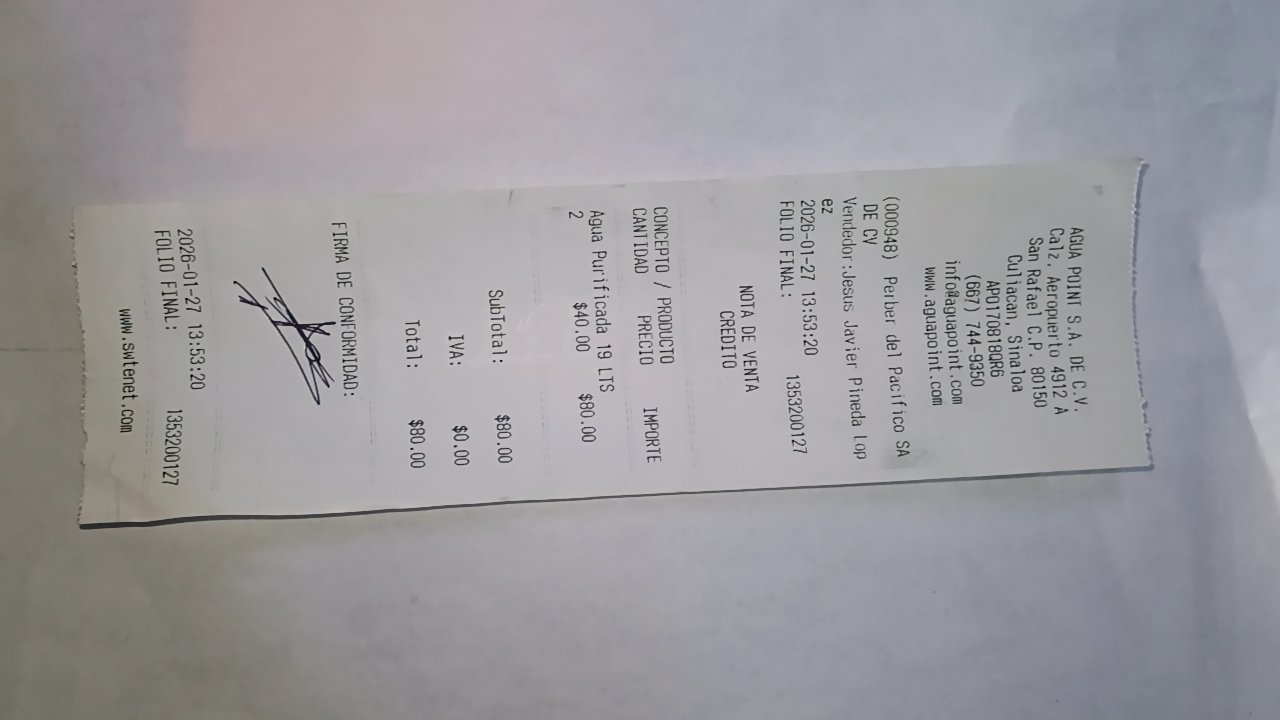 AGUA POINT S.A. DE C.V.
Calz. Aeropuerto 4912 A
San Rafael C.P. 80150
Culiacan, Sinaloa
APO170818QR6
(667) 744-9350
info@aguapoint.com
www.aguapoint.com
(000948) Perber del Pacifico SA
DE CV
Vendedor:Jesus Javier Pineda Lop
ez
2026-01-27 13:53:20
FOLIO FINAL: 1353200127
NOTA DE VENTA
CREDITO
CONCEPTO / PRODUCTO
CANTIDAD PRECIO IMPORTE
Agua Purificada 19 LTS
2 $40.00 $80.00
SubTotal: $80.00
IVA: $0.00
Total: $80.00
FIRMA DE CONFORMIDAD:
2026-01-27 13:53:20
FOLIO FINAL: 1353200127
www.swtenet.com